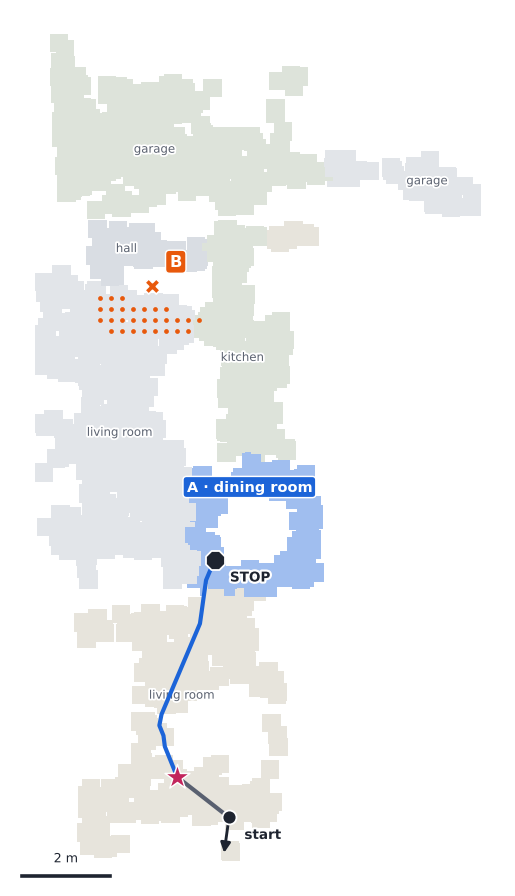 garage
garage
hall
B
kitchen
living room
A · dining room
STOP
living room
start
2 m